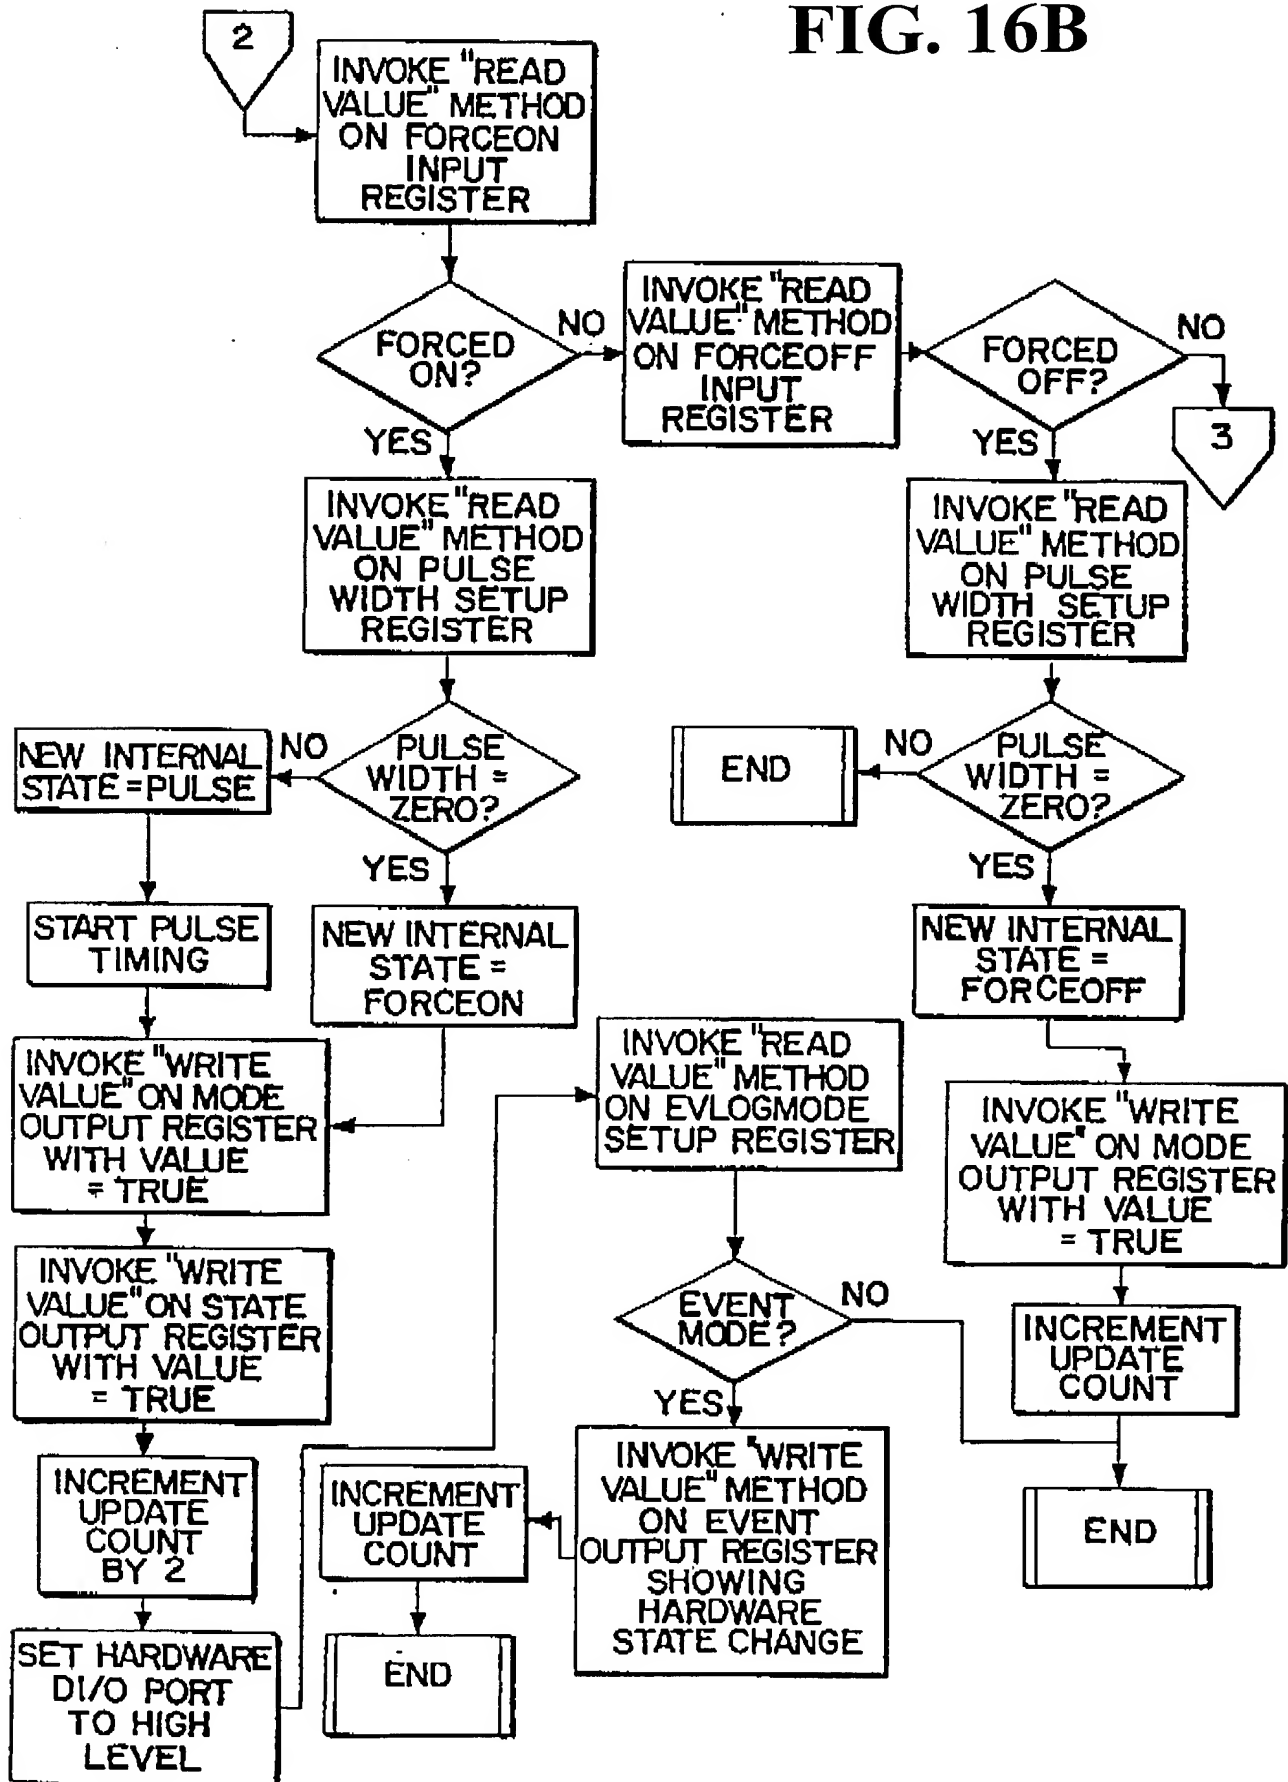 FIG. 16B
2
INVOKE "READ
VALUE" METHOD
ON FORCEON
INPUT
REGISTER
FORCED
ON?
NO
YES
INVOKE "READ
VALUE" METHOD
ON FORCEOFF
INPUT
REGISTER
FORCED
OFF?
NO
YES
3
INVOKE "READ
VALUE" METHOD
ON PULSE
WIDTH SETUP
REGISTER
INVOKE "READ
VALUE" METHOD
ON PULSE
WIDTH SETUP
REGISTER
PULSE
WIDTH =
ZERO?
NO
YES
NEW INTERNAL
STATE = PULSE
END
PULSE
WIDTH =
ZERO?
NO
YES
START PULSE
TIMING
NEW INTERNAL
STATE =
FORCEON
NEW INTERNAL
STATE =
FORCEOFF
INVOKE "WRITE
VALUE" ON MODE
OUTPUT REGISTER
WITH VALUE
= TRUE
INVOKE "READ
VALUE" METHOD
ON EVLOGMODE
SETUP REGISTER
INVOKE "WRITE
VALUE" ON MODE
OUTPUT REGISTER
WITH VALUE
= TRUE
INVOKE "WRITE
VALUE" ON STATE
OUTPUT REGISTER
WITH VALUE
= TRUE
EVENT
MODE?
NO
YES
INCREMENT
UPDATE
COUNT
INCREMENT
UPDATE
COUNT
BY 2
INCREMENT
UPDATE
COUNT
INVOKE "WRITE
VALUE" METHOD
ON EVENT
OUTPUT REGISTER
SHOWING
HARDWARE
STATE CHANGE
END
SET HARDWARE
DI/O PORT
TO HIGH
LEVEL
END